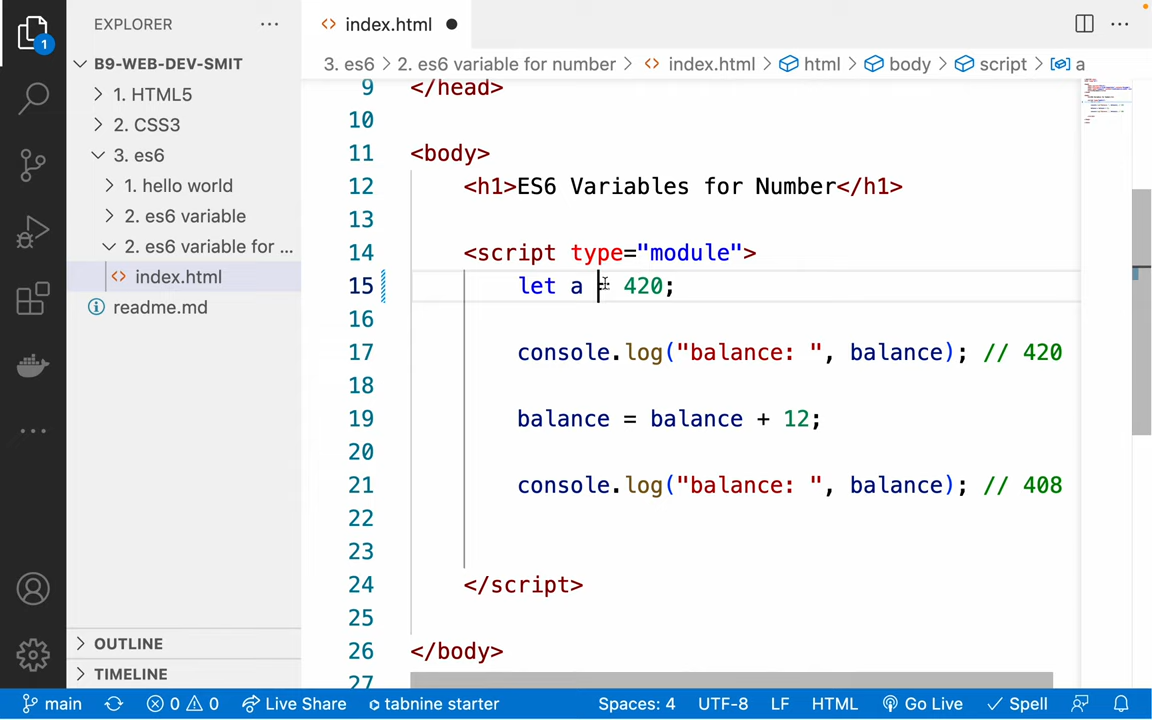 EXPLORER ···
index.html
B9-WEB-DEV-SMIT
3. es6 > 2. es6 variable for number > index.html > html > body > script > a
1
1. HTML5
2. CSS3
3. es6
1. hello world
2. es6 variable
2. es6 variable for ...
index.html
readme.md
OUTLINE
TIMELINE
9 </head>
10
11 <body>
12 <h1>ES6 Variables for Number</h1>
13
14 <script type="module">
15 let a = 420;
16
17 console.log("balance: ", balance); // 420
18
19 balance = balance + 12;
20
21 console.log("balance: ", balance); // 408
22
23
24 </script>
25
26 </body>
27
main 0 0 Live Share tabnine starter Spaces: 4 UTF-8 LF HTML Go Live Spell